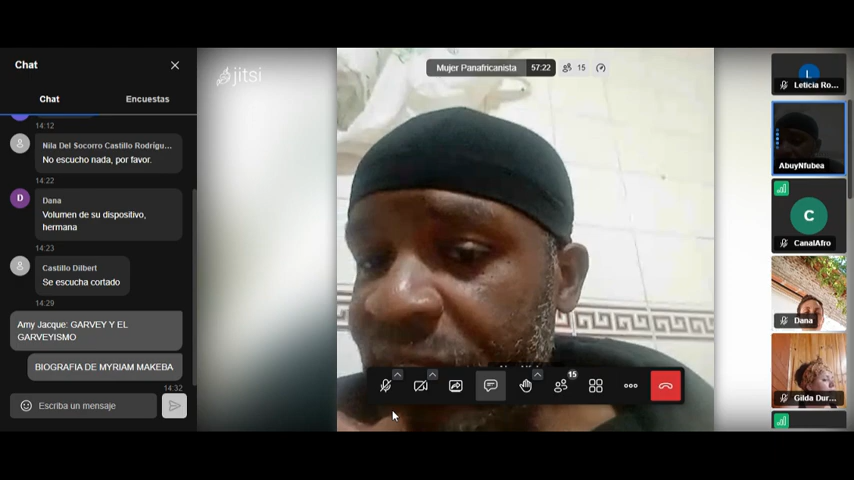 Chat
Chat
Encuestas
14:12
Nila Del Socorro Castillo Rodrigu...
No escucho nada, por favor.
14:22
D
Dana
Volumen de su dispositivo,
hermana
14:23
Castillo Dilbert
Se escucha cortado
14:29
Amy Jacque: GARVEY Y EL
GARVEYISMO
BIOGRAFIA DE MYRIAM MAKEBA
14:32
Escriba un mensaje
jitsi
Mujer Panafricanista
57:22
15
15
L
Leticia Ro...
AbuyNfubea
C
CanalAfro
Dana
Gilda Dur...